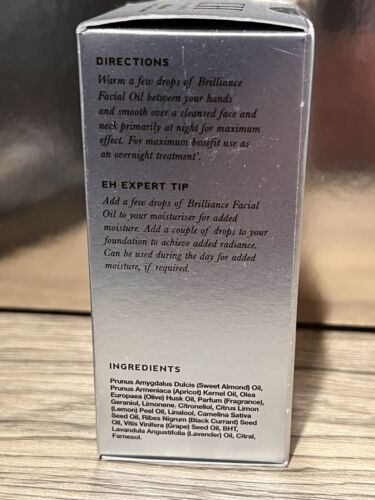 DIRECTIONS
Warm a few drops of Brilliance
Facial Oil between your hands
and smooth over a cleansed face and
neck primarily at night for maximum
effect. For maximum benefit use as
an overnight treatment'.
EH EXPERT TIP
Add a few drops of Brilliance Facial
Oil to your moisturiser for added
moisture. Add a couple of drops to your
foundation to achieve added radiance.
Can be used during the day for added
moisture, if required.
INGREDIENTS
Prunus Amygdalus Dulcis (Sweet Almond) Oil,
Prunus Armeniaca (Apricot) Kernel Oil, Olea
Europaea (Olive) Husk Oil, Parfum (Fragrance),
Geraniol, Limonene, Citronellol, Citrus Limon
(Lemon) Peel Oil, Linalool, Camelina Sativa
Seed Oil, Ribes Nigrum (Black Currant) Seed
Oil, Vitis Vinifera (Grape) Seed Oil, BHT,
Lavandula Angustifolia (Lavender) Oil, Citral,
Farnesol.